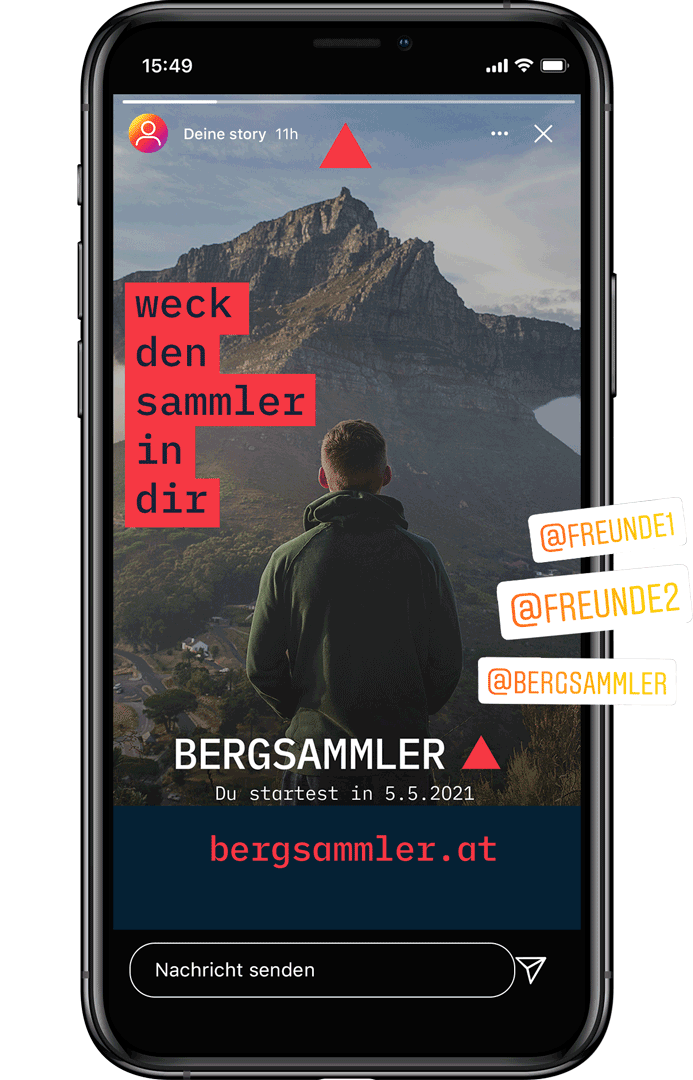 15:49
Deine story 11h
weck
den
sammler
in
dir
@FREUNDE1
@FREUNDE2
@BERGSAMMLER
BERGSAMMLER
Du startest in 5.5.2021
bergsammler.at
Nachricht senden